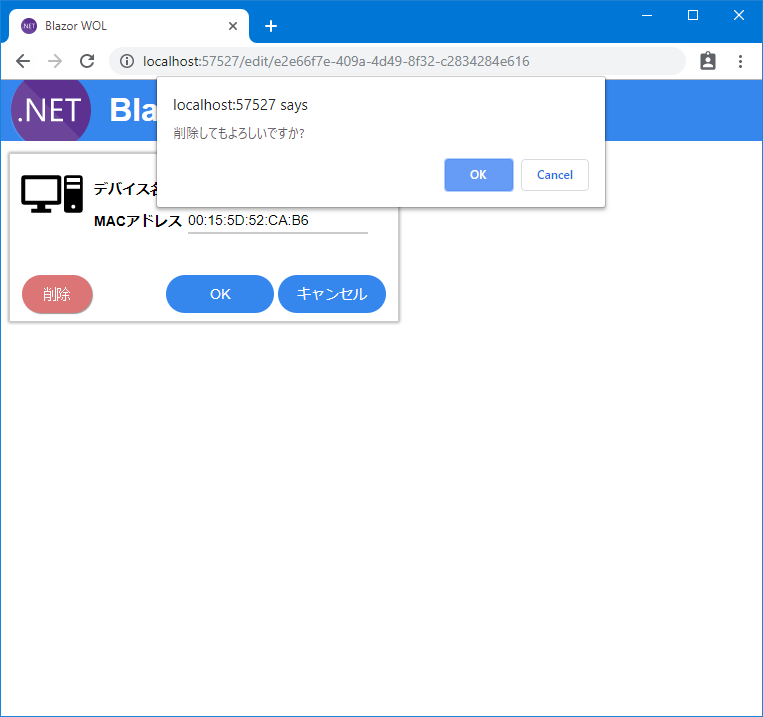 .NET Blazor WOL
localhost:57527/edit/e2e66f7e-409a-4d49-8f32-c2834284e616
.NET Bla
localhost:57527 says
削除してもよろしいですか?
OK Cancel
デバイス名
MACアドレス 00:15:5D:52:CA:B6
削除 OK キャンセル